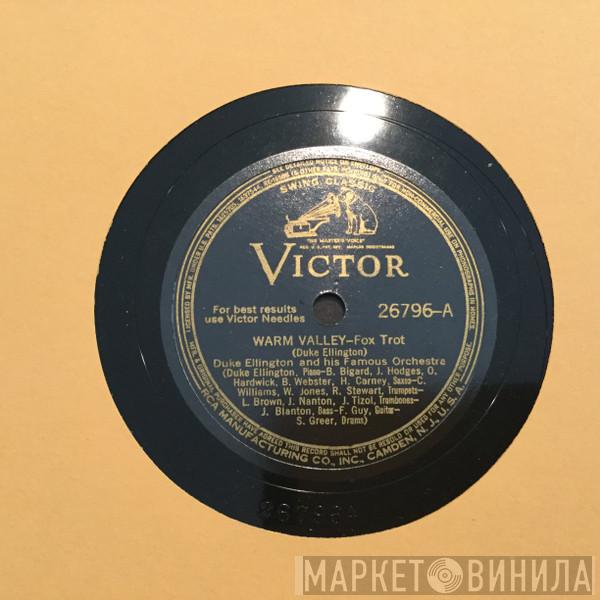 SWING CLASSIC
"HIS MASTER'S VOICE"
VICTOR
For best results
use Victor Needles
26796-A
WARM VALLEY-Fox Trot
(Duke Ellington)
Duke Ellington and his Famous Orchestra
(Duke Ellington, Piano-B. Bigard, J. Hodges, O.
Hardwick, B. Webster, H. Carney, Saxs-C.
Williams, W. Jones, R. Stewart, Trumpets-
L. Brown, J. Nanton, J. Tizol, Trombones-
J. Blanton, Bass-F. Guy, Guitar-
S. Greer, Drums)
RCA MANUFACTURING CO., INC., CAMDEN, N. J., U. S. A.
26796A
МАРКЕТ ВИНИЛА